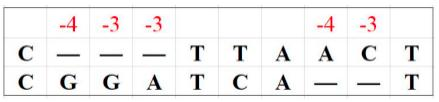 -4 -3 -3 -4 -3
C — — — T T A A C T
C G G A T C A — — T